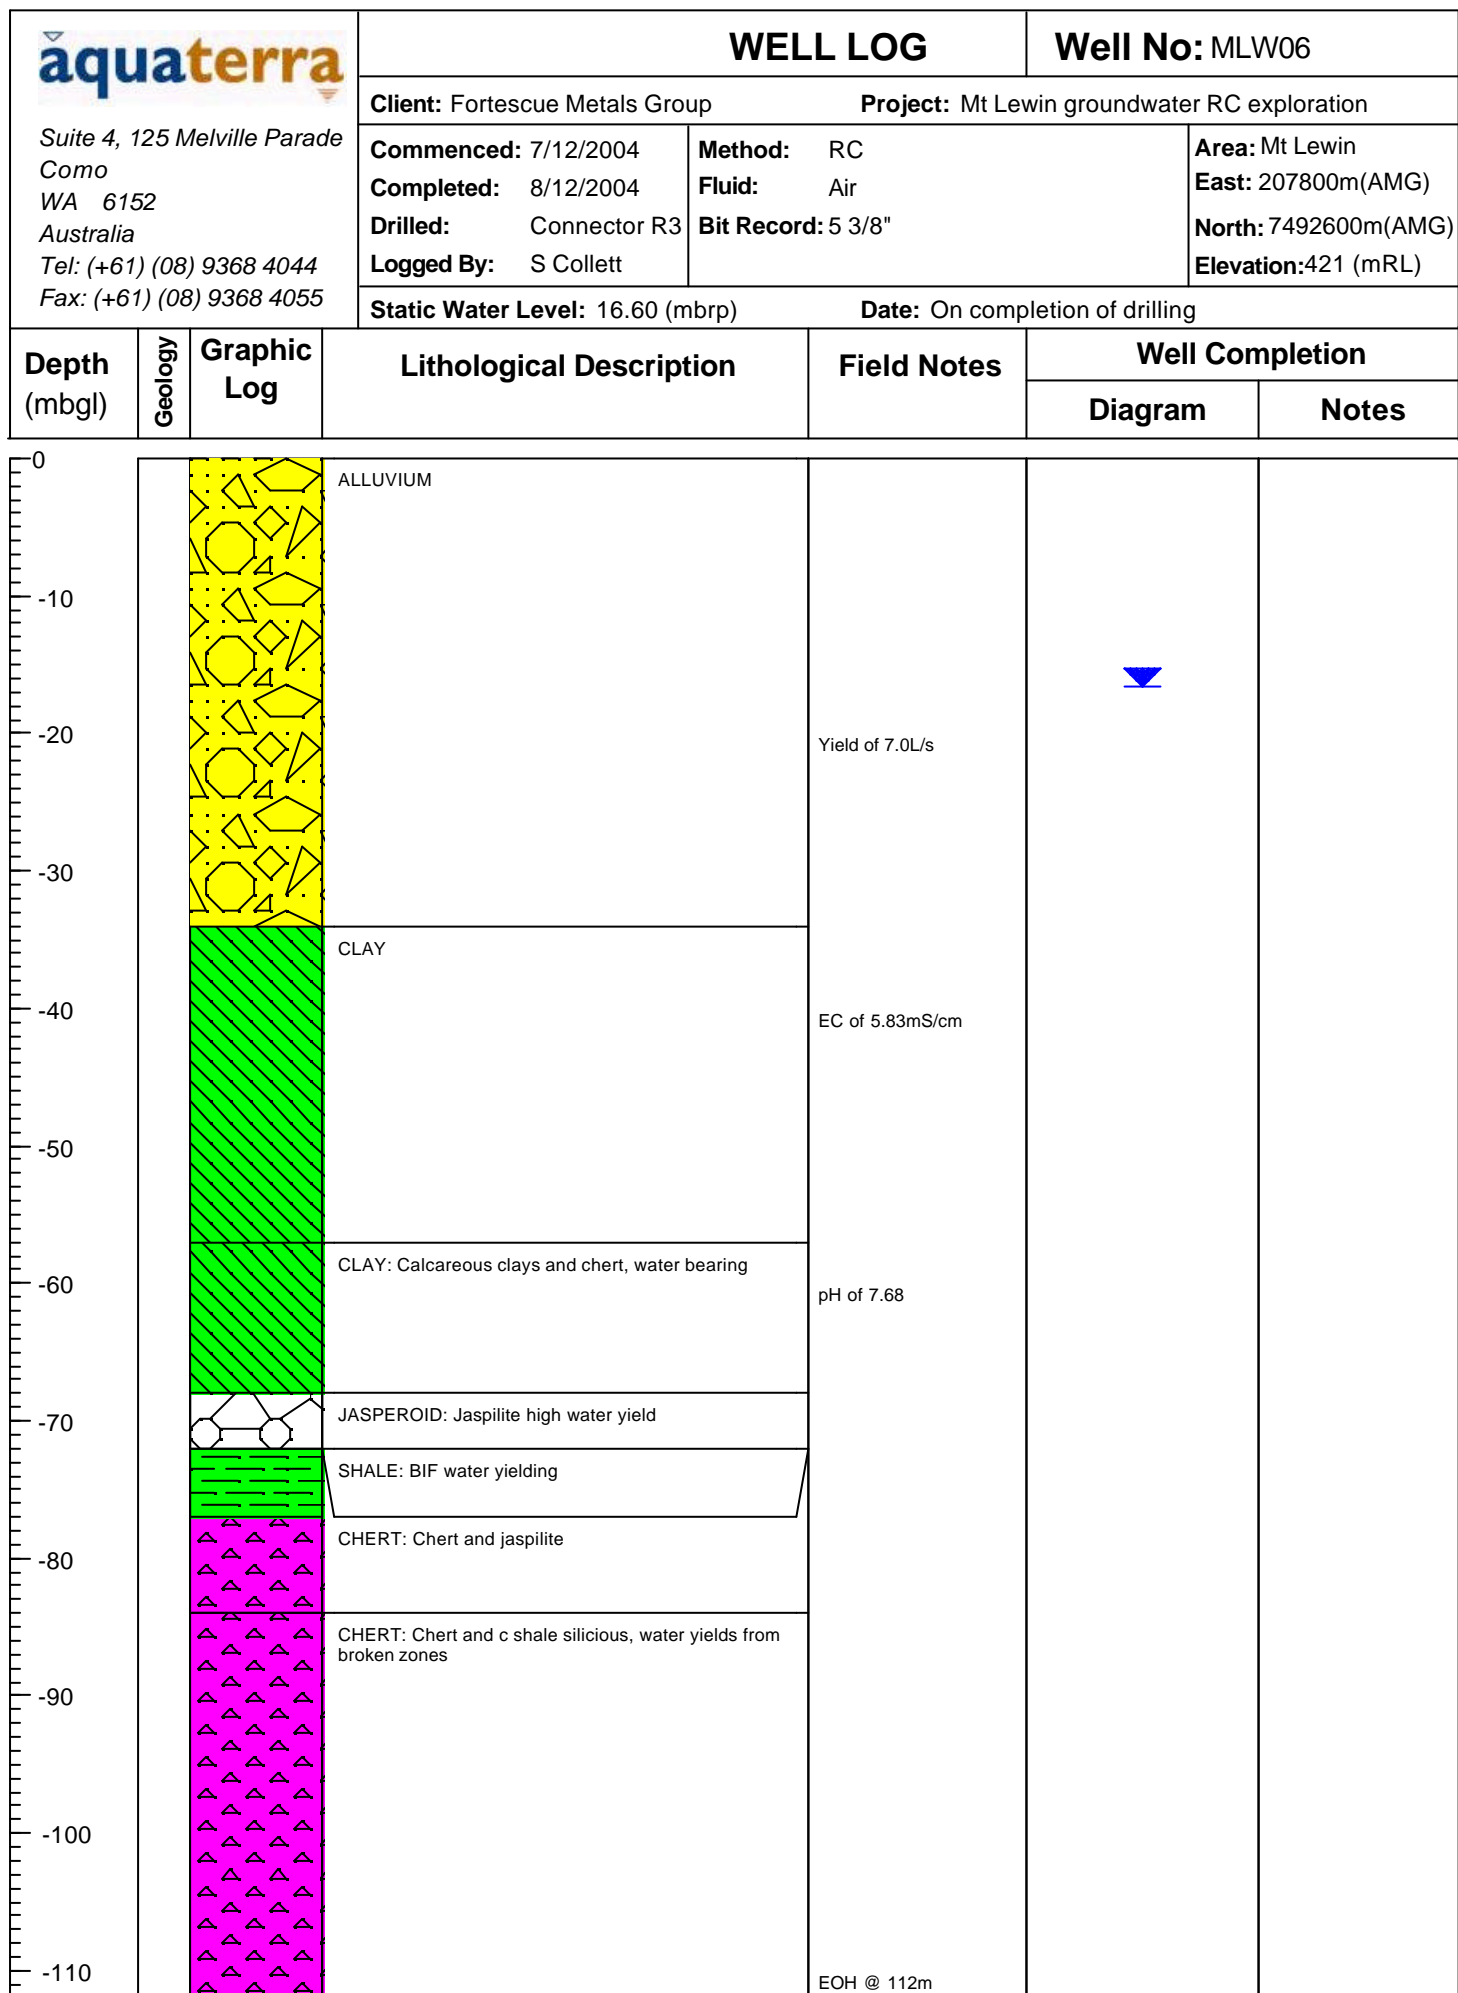 aquaterra
Suite 4, 125 Melville Parade
Como
WA 6152
Australia
Tel: (+61) (08) 9368 4044
Fax: (+61) (08) 9368 4055
WELL LOG
Well No: MLW06
Client: Fortescue Metals Group
Project: Mt Lewin groundwater RC exploration
Commenced: 7/12/2004
Completed: 8/12/2004
Drilled: Connector R3
Logged By: S Collett
Method: RC
Fluid: Air
Bit Record: 5 3/8"
Area: Mt Lewin
East: 207800m(AMG)
North: 7492600m(AMG)
Elevation:421 (mRL)
Static Water Level: 16.60 (mbrp)
Date: On completion of drilling
Depth
(mbgl)
Geology
Graphic
Log
Lithological Description
Field Notes
Well Completion
Diagram
Notes
0
ALLUVIUM
-10
-20
Yield of 7.0L/s
-30
CLAY
-40
EC of 5.83mS/cm
-50
CLAY: Calcareous clays and chert, water bearing
-60
pH of 7.68
-70
JASPEROID: Jaspilite high water yield
SHALE: BIF water yielding
CHERT: Chert and jaspilite
-80
CHERT: Chert and c shale silicious, water yields from
broken zones
-90
-100
-110
EOH @ 112m